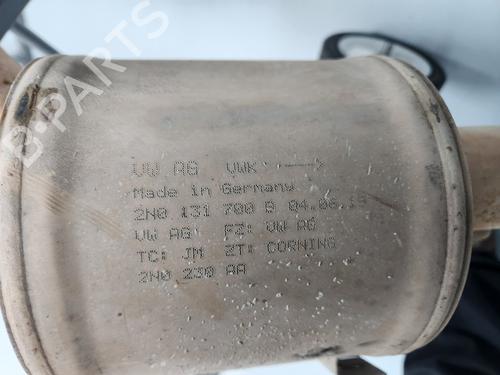 B-PARTS
VW AG VWK ---->
Made in Germany
2N0 131 700 B 04.06.19
VW AG FZ: VW AG
TC: JM ZT: CORNING
2N0 230 AA